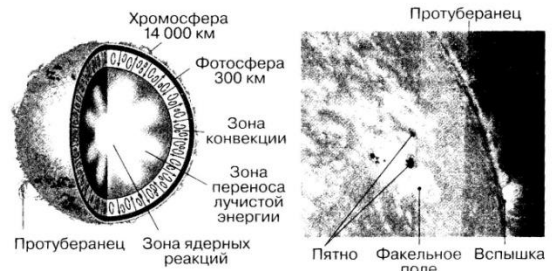 Хромосфера
14 000 км
Фотосфера
300 км
Зона
конвекции
Зона
переноса
лучистой
энергии
Протуберанец
Зона ядерных
реакций
Протуберанец
Пятно
Факельное
поле
Вспышка